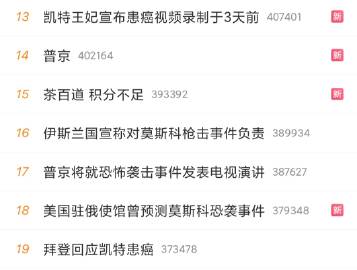 13 凯特王妃宣布患癌视频录制于3天前 407401 新
14 普京 402164 新
15 茶百道 积分不足 393392 新
16 伊斯兰国宣称对莫斯科枪击事件负责 389934
17 普京将就恐怖袭击事件发表电视演讲 387627
18 美国驻俄使馆曾预测莫斯科恐袭事件 379348 新
19 拜登回应凯特患癌 373478